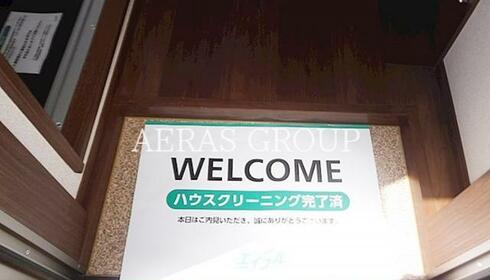 AERAS GROUP
WELCOME
ハウスクリーニング完了済
本日はご内見いただき、誠にありがとうございます。
エイブル